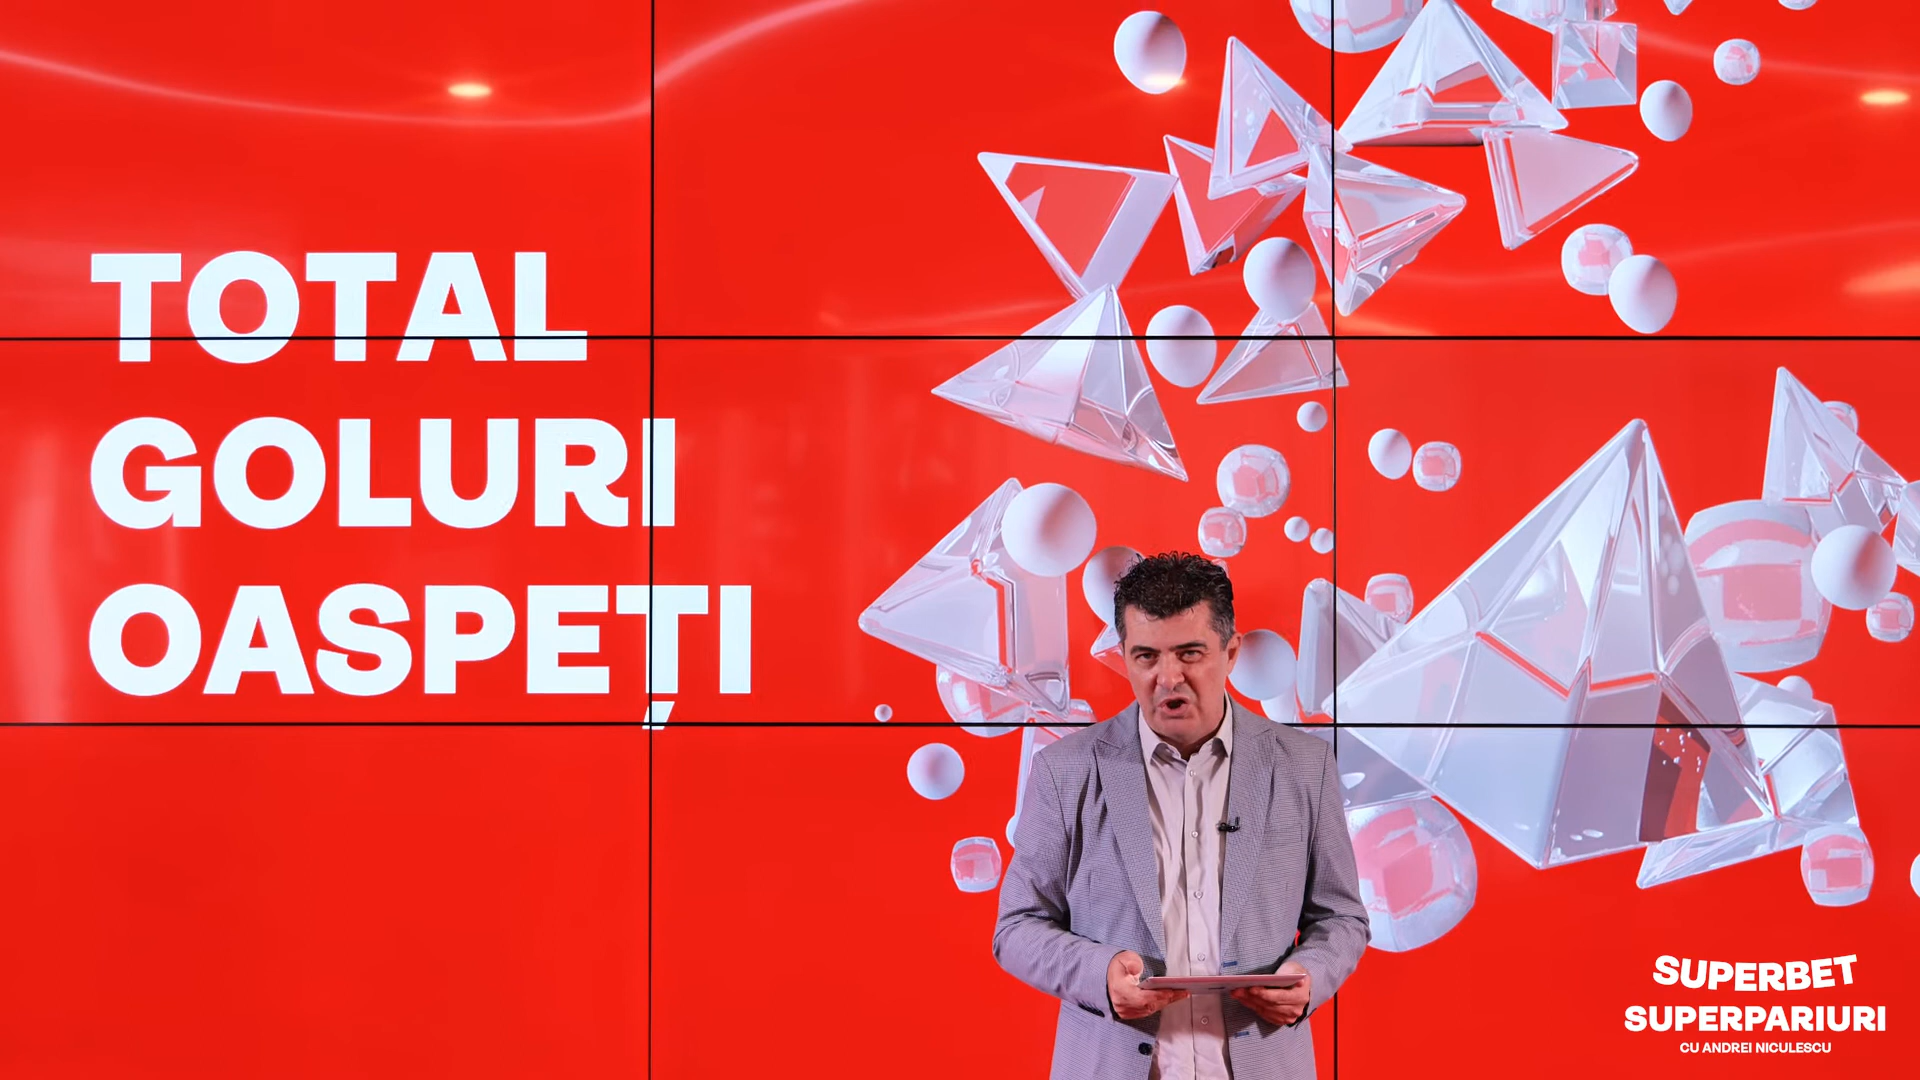 TOTAL
GOLURI
OASPEȚI
SUPERBET
SUPERPARIURI
CU ANDREI NICULESCU